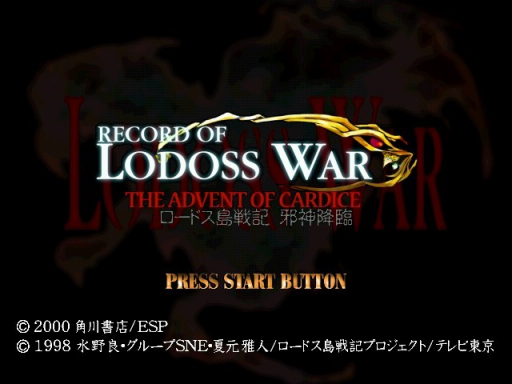 RECORD OF
LODOSS WAR
THE ADVENT OF CARDICE
ロードス島戦記 邪神降臨
PRESS START BUTTON
© 2000 角川書店/ESP
© 1998 水野良・グループSNE・夏元雅人/ロードス島戦記プロジェクト/テレビ東京
LODOSS WAR